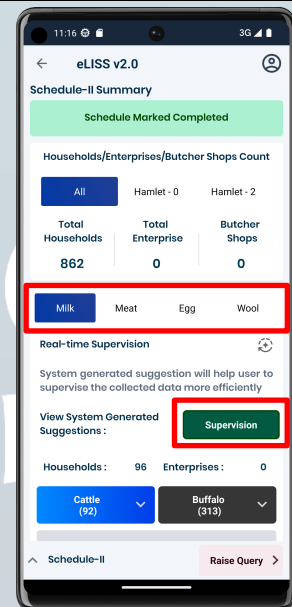 11:16
3G
eLISS v2.0
Schedule-II Summary
Schedule Marked Completed
Households/Enterprises/Butcher Shops Count
All Hamlet - 0 Hamlet - 2
Total Households Total Enterprise Butcher Shops
862 0 0
Milk Meat Egg Wool
Real-time Supervision
System generated suggestion will help user to
supervise the collected data more efficiently
View System Generated
Suggestions :
Supervision
Households : 96 Enterprises : 0
Cattle
(92)
Buffalo
(313)
Schedule-II
Raise Query